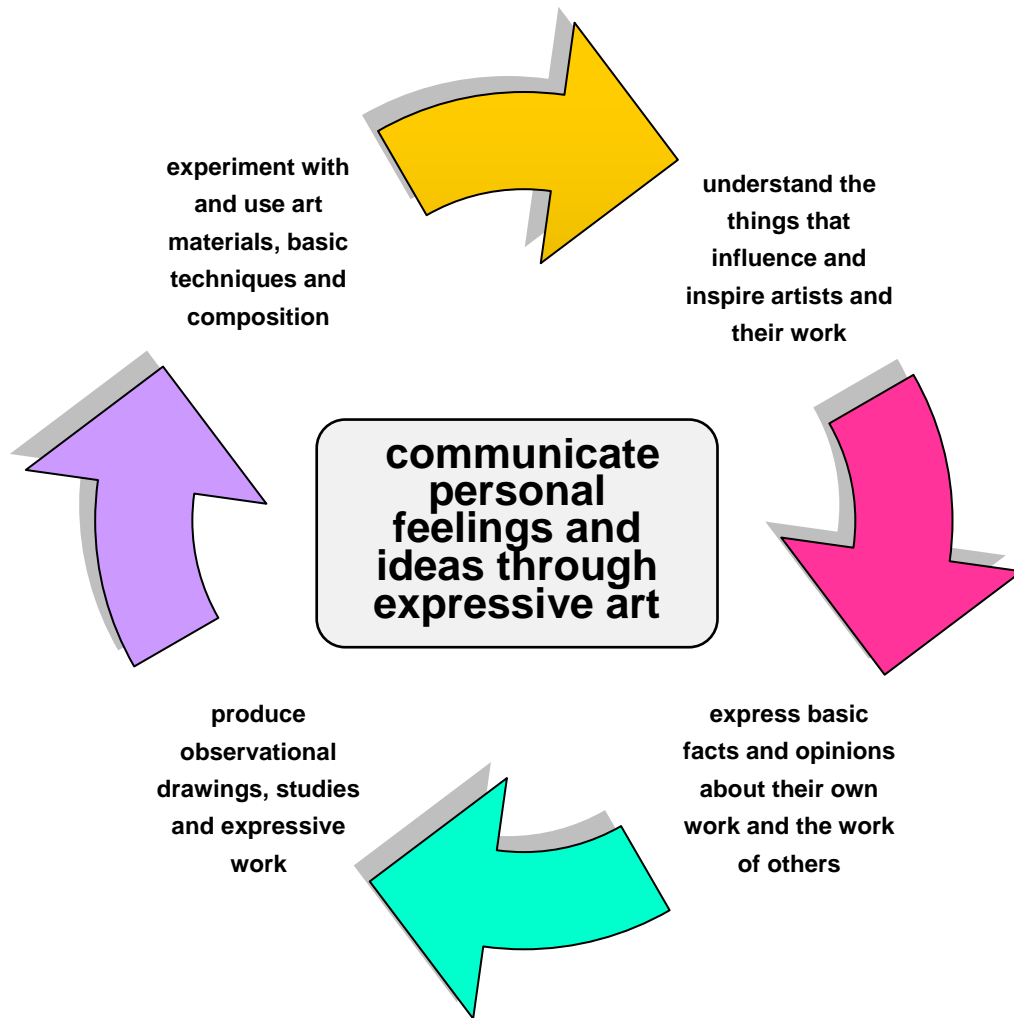 experiment with
and use art
materials, basic
techniques and
composition
understand the
things that
influence and
inspire artists and
their work
communicate
personal
feelings and
ideas through
expressive art
express basic
facts and opinions
about their own
work and the work
of others
produce
observational
drawings, studies
and expressive
work